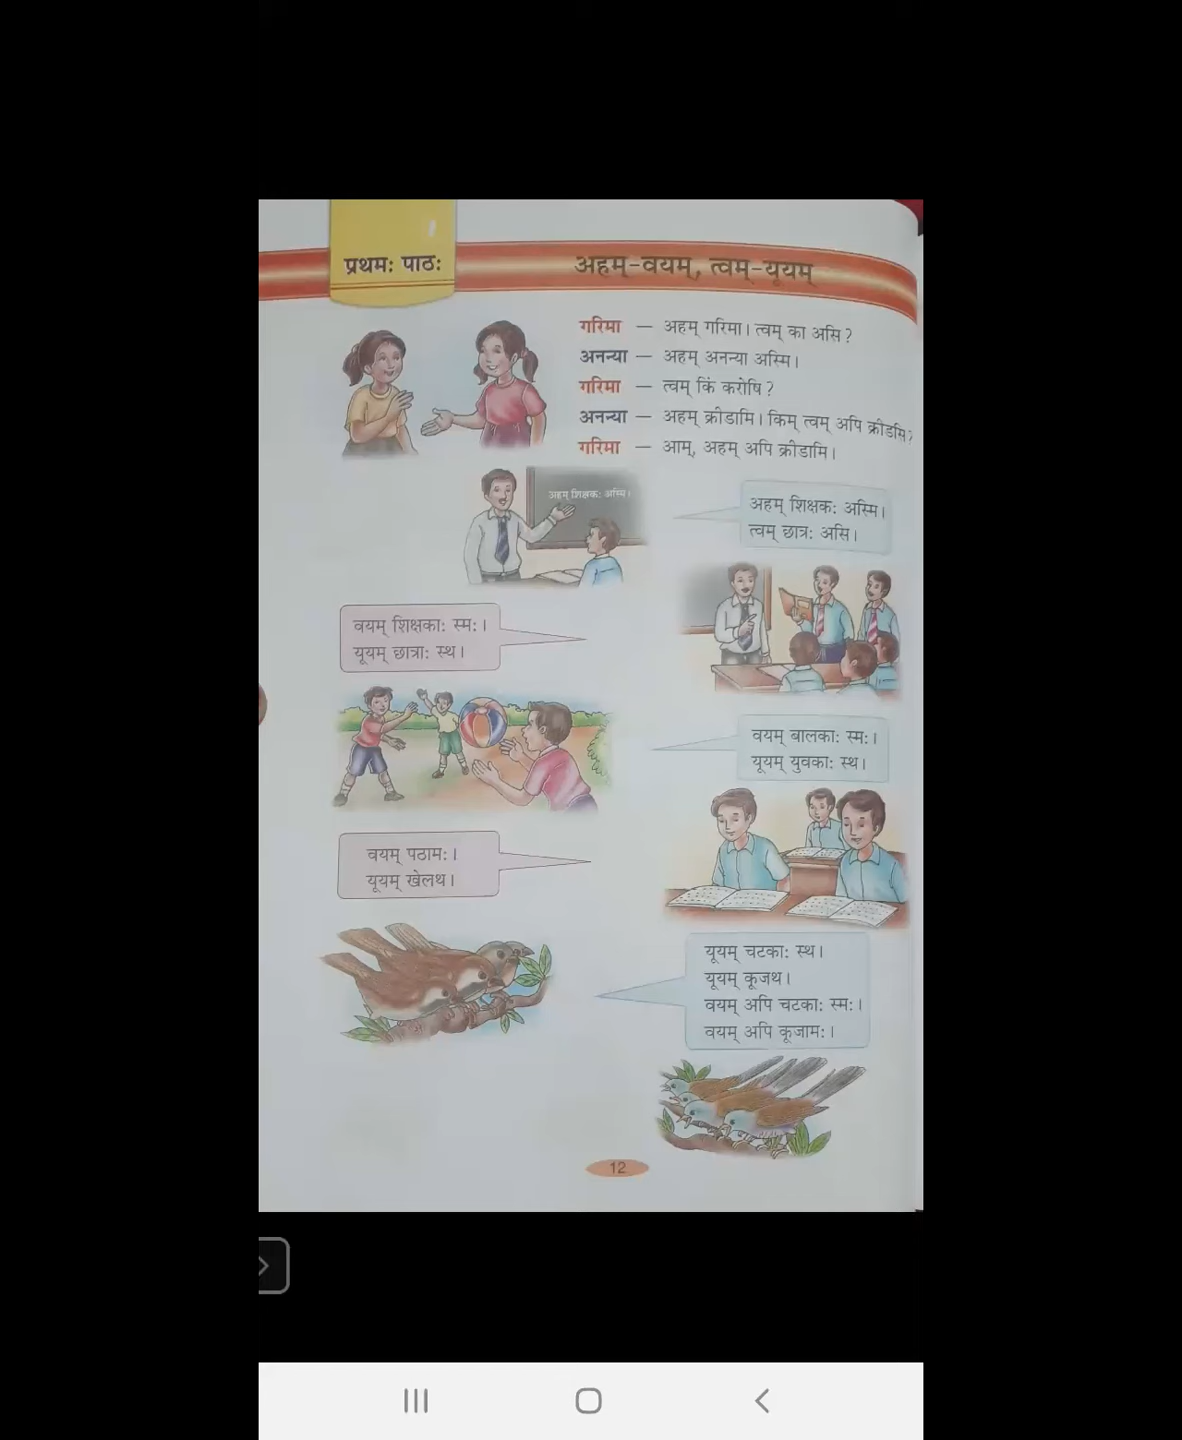 प्रथमः पाठः
अहम्-वयम्, त्वम्-यूयम्
गरिमा — अहम् गरिमा। त्वम् का असि?
अनन्या — अहम् अनन्या अस्मि।
गरिमा — त्वम् किं करोषि?
अनन्या — अहम् क्रीडामि। किम् त्वम् अपि क्रीडसि?
गरिमा — आम्, अहम् अपि क्रीडामि।
अहम् शिक्षकः अस्मि।
अहम् शिक्षकः अस्मि।
त्वम् छात्रः असि।
वयम् शिक्षकाः स्मः।
यूयम् छात्राः स्थ।
वयम् बालकाः स्मः।
यूयम् युवकाः स्थ।
वयम् पठामः।
यूयम् खेलथ।
यूयम् चटकाः स्थ।
यूयम् कूजथ।
वयम् अपि चटकाः स्मः।
वयम् अपि कूजामः।
12